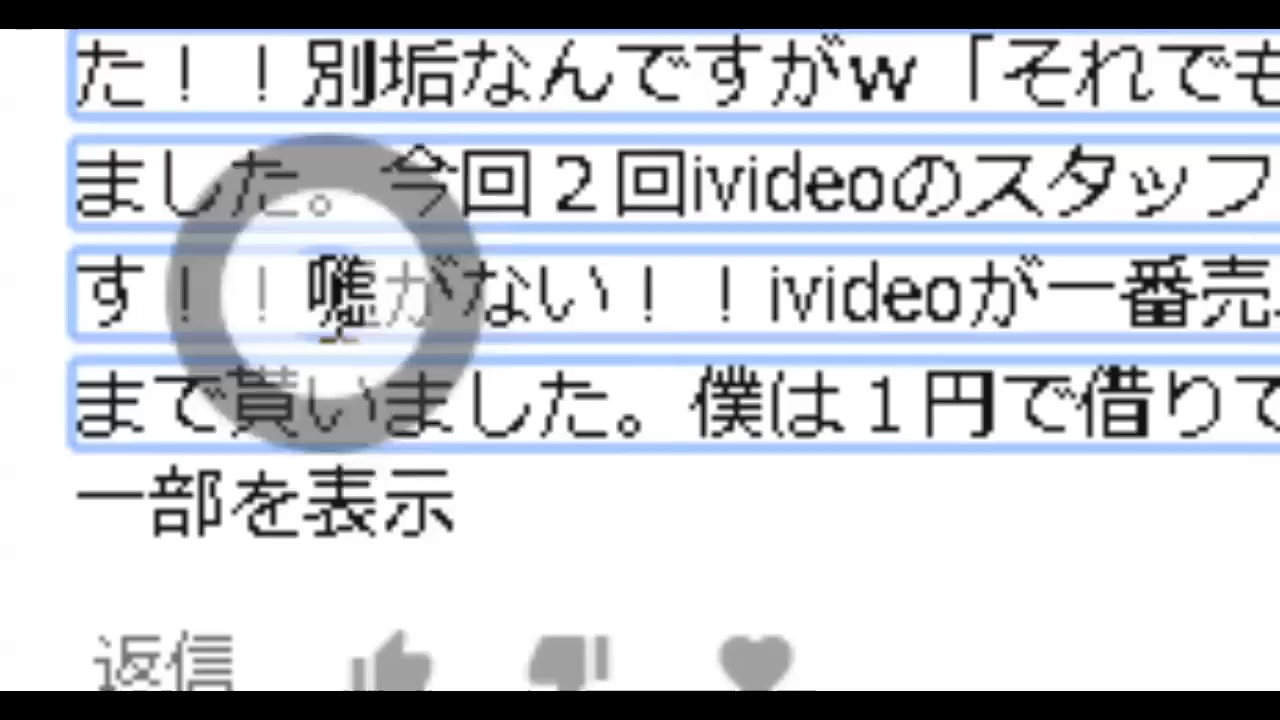 た！！別垢なんですがw「それでも
ました。今回２回ivideoのスタッフ
す！！嘘がない！！ivideoが一番売
まで貰いました。僕は１円で借りて
一部を表示
返信